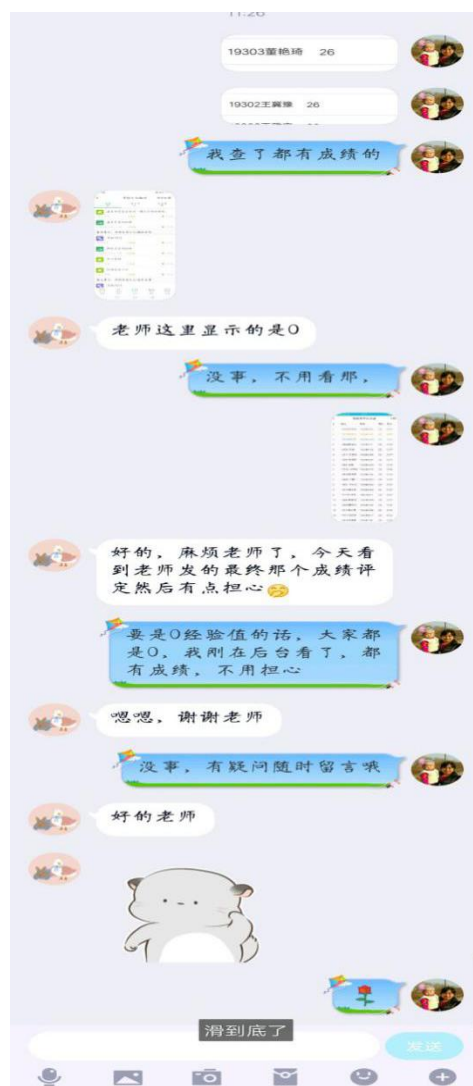 11:26
19303董艳琦 26
19302王翼豫 26
我查了都有成绩的
老师这里显示的是0
没事，不用看那，
好的，麻烦老师了，今天看
到老师发的最终那个成绩评
定然后有点担心
要是0经验值的话，大家都
是0，我刚在后台看了，都
有成绩，不用担心
嗯嗯，谢谢老师
没事，有疑问随时留言哦
好的老师
滑到底了
发送